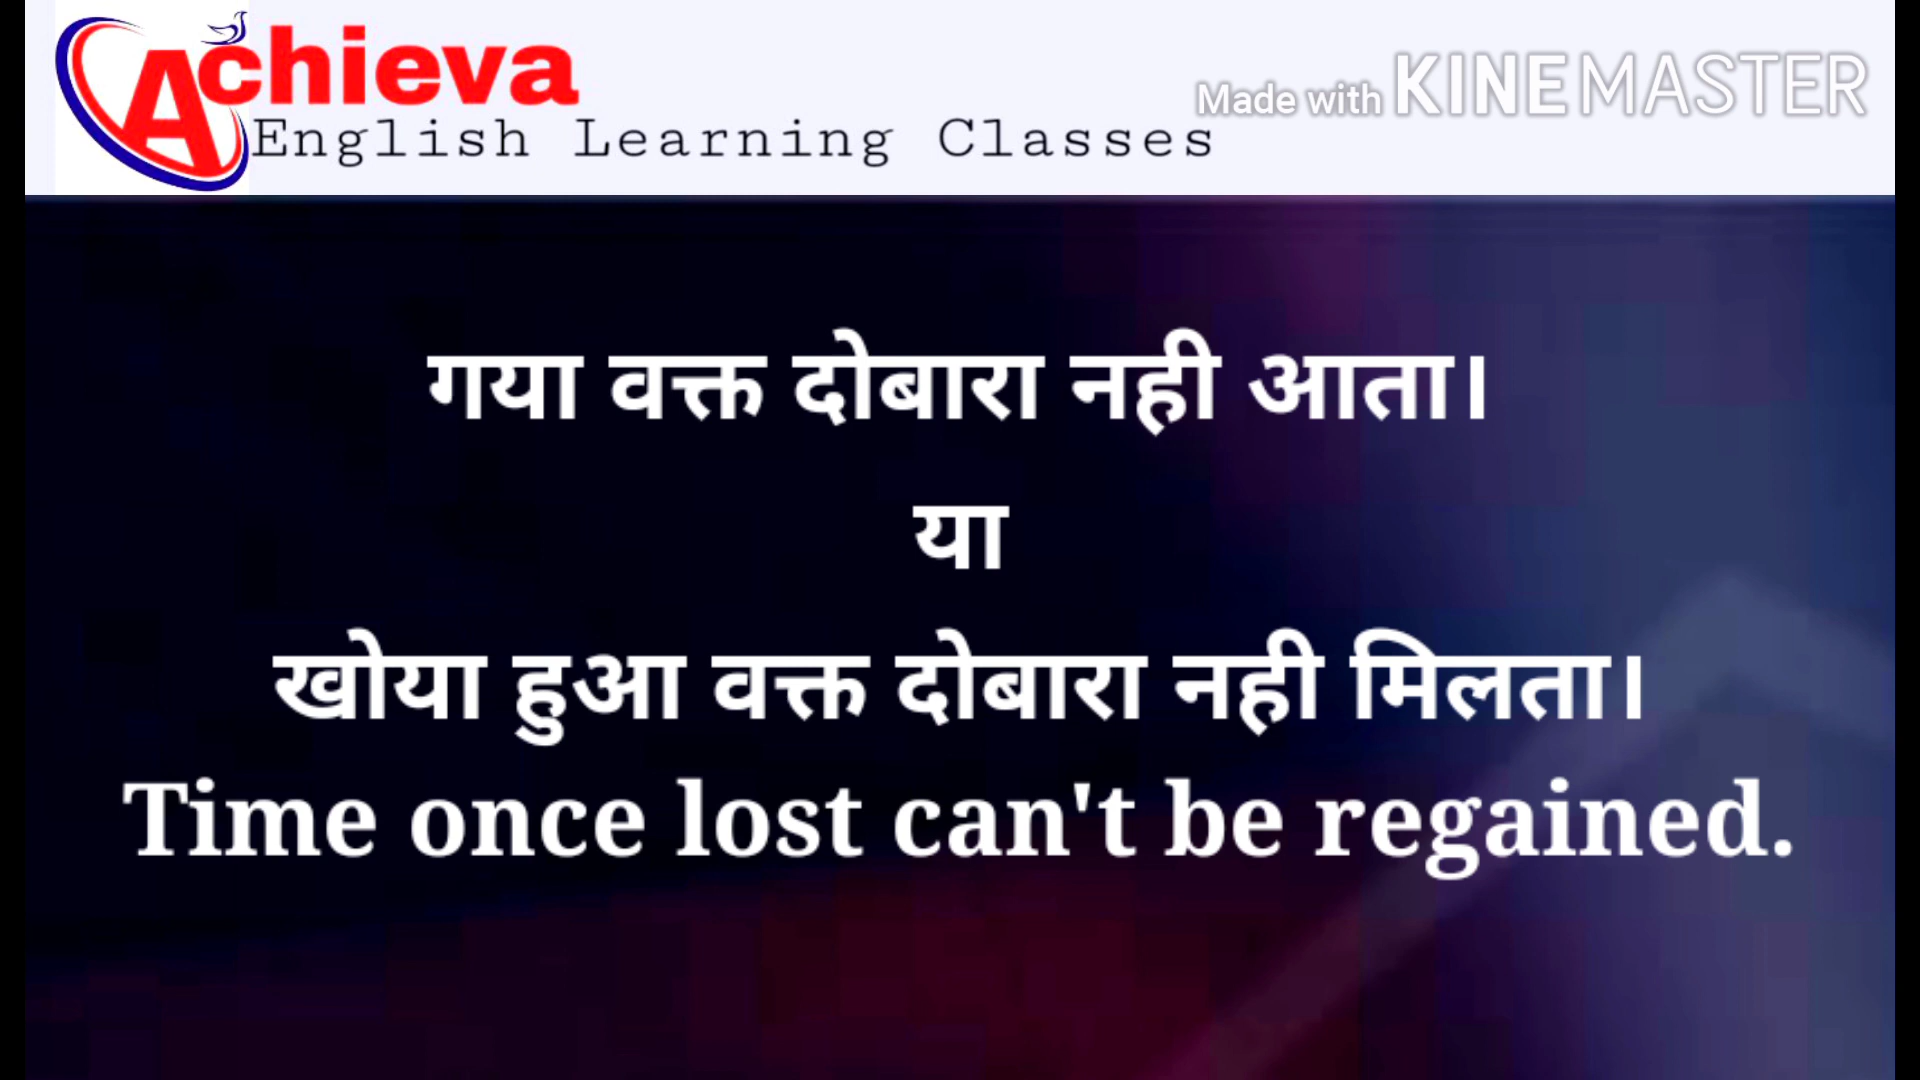 Achieva
Made with KINEMASTER
English Learning Classes
गया वक्त दोबारा नही आता।
या
खोया हुआ वक्त दोबारा नही मिलता।
Time once lost can't be regained.